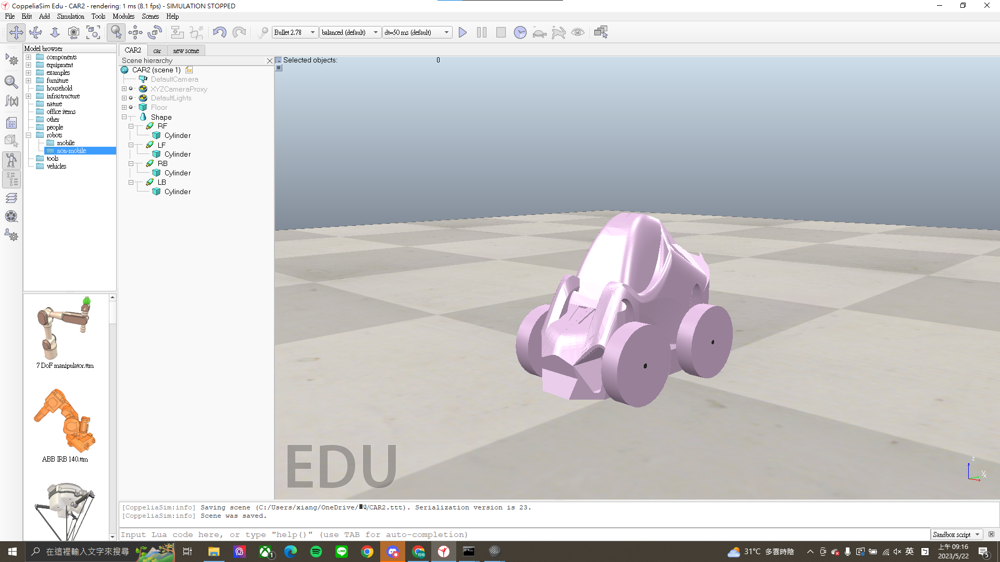 CoppeliaSim Edu - CAR2 - rendering: 1 ms (8.1 fps) - SIMULATION STOPPED
File Edit Add Simulation Tools Modules Scenes Help
Bullet 2.78 balanced (default) dt=50 ms (default)
Model browser
components
equipment
examples
furniture
household
infrastructure
nature
office items
other
people
robots
mobile
non-mobile
tools
vehicles
7 DoF manipulator.ttm
ABB IRB 140.ttm
CAR2 car new scene
Scene hierarchy
CAR2 (scene 1)
DefaultCamera
XYZCameraProxy
DefaultLights
Floor
Shape
RF
Cylinder
LF
Cylinder
RB
Cylinder
LB
Cylinder
Selected objects: 0
EDU
z
[CoppeliaSim:info] Saving scene (C:/Users/xiang/OneDrive/
/CAR2.ttt). Serialization version is 23.
[CoppeliaSim:info] Scene was saved.
Input Lua code here, or type "help()" (use TAB for auto-completion)
Sandbox script
在這裡輸入文字來搜尋
1
LINE
31°C 多雲時陰
英
上午 09:16
2023/5/22
5